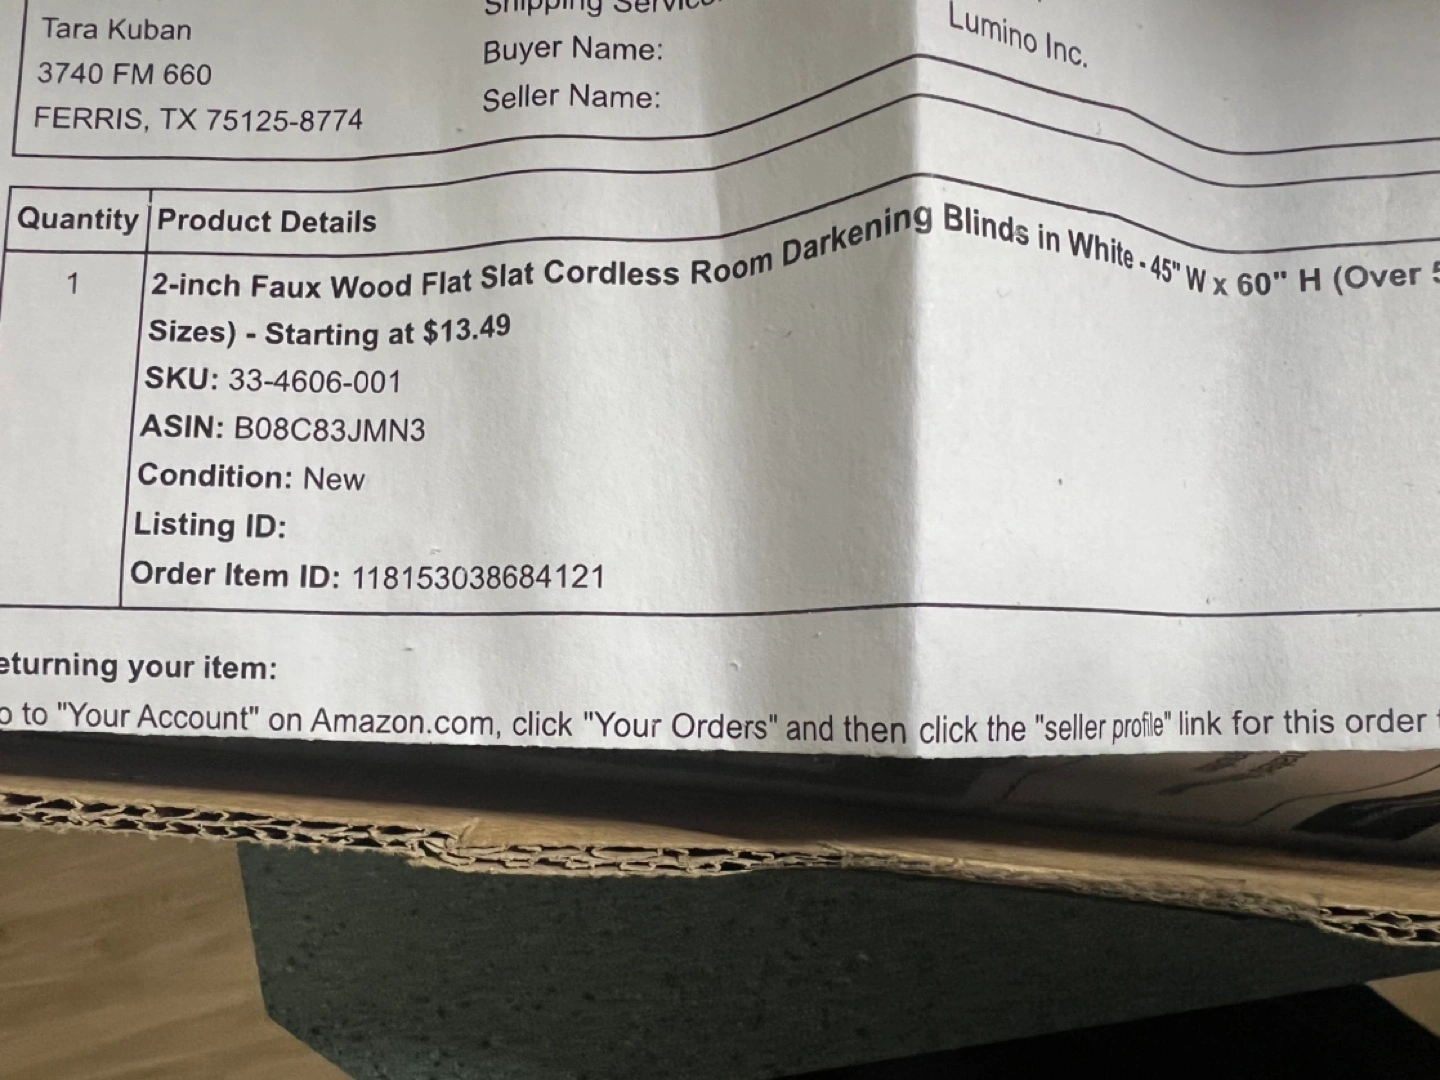 Tara Kuban
3740 FM 660
FERRIS, TX 75125-8774
Shipping Service
Buyer Name:
Seller Name:
Lumino Inc.
Quantity Product Details
1 2-inch Faux Wood Flat Slat Cordless Room Darkening Blinds in White - 45" W x 60" H (Over
Sizes) - Starting at $13.49
SKU: 33-4606-001
ASIN: B08C83JMN3
Condition: New
Listing ID:
Order Item ID: 118153038684121
eturning your item:
o to "Your Account" on Amazon.com, click "Your Orders" and then click the "seller profile" link for this order